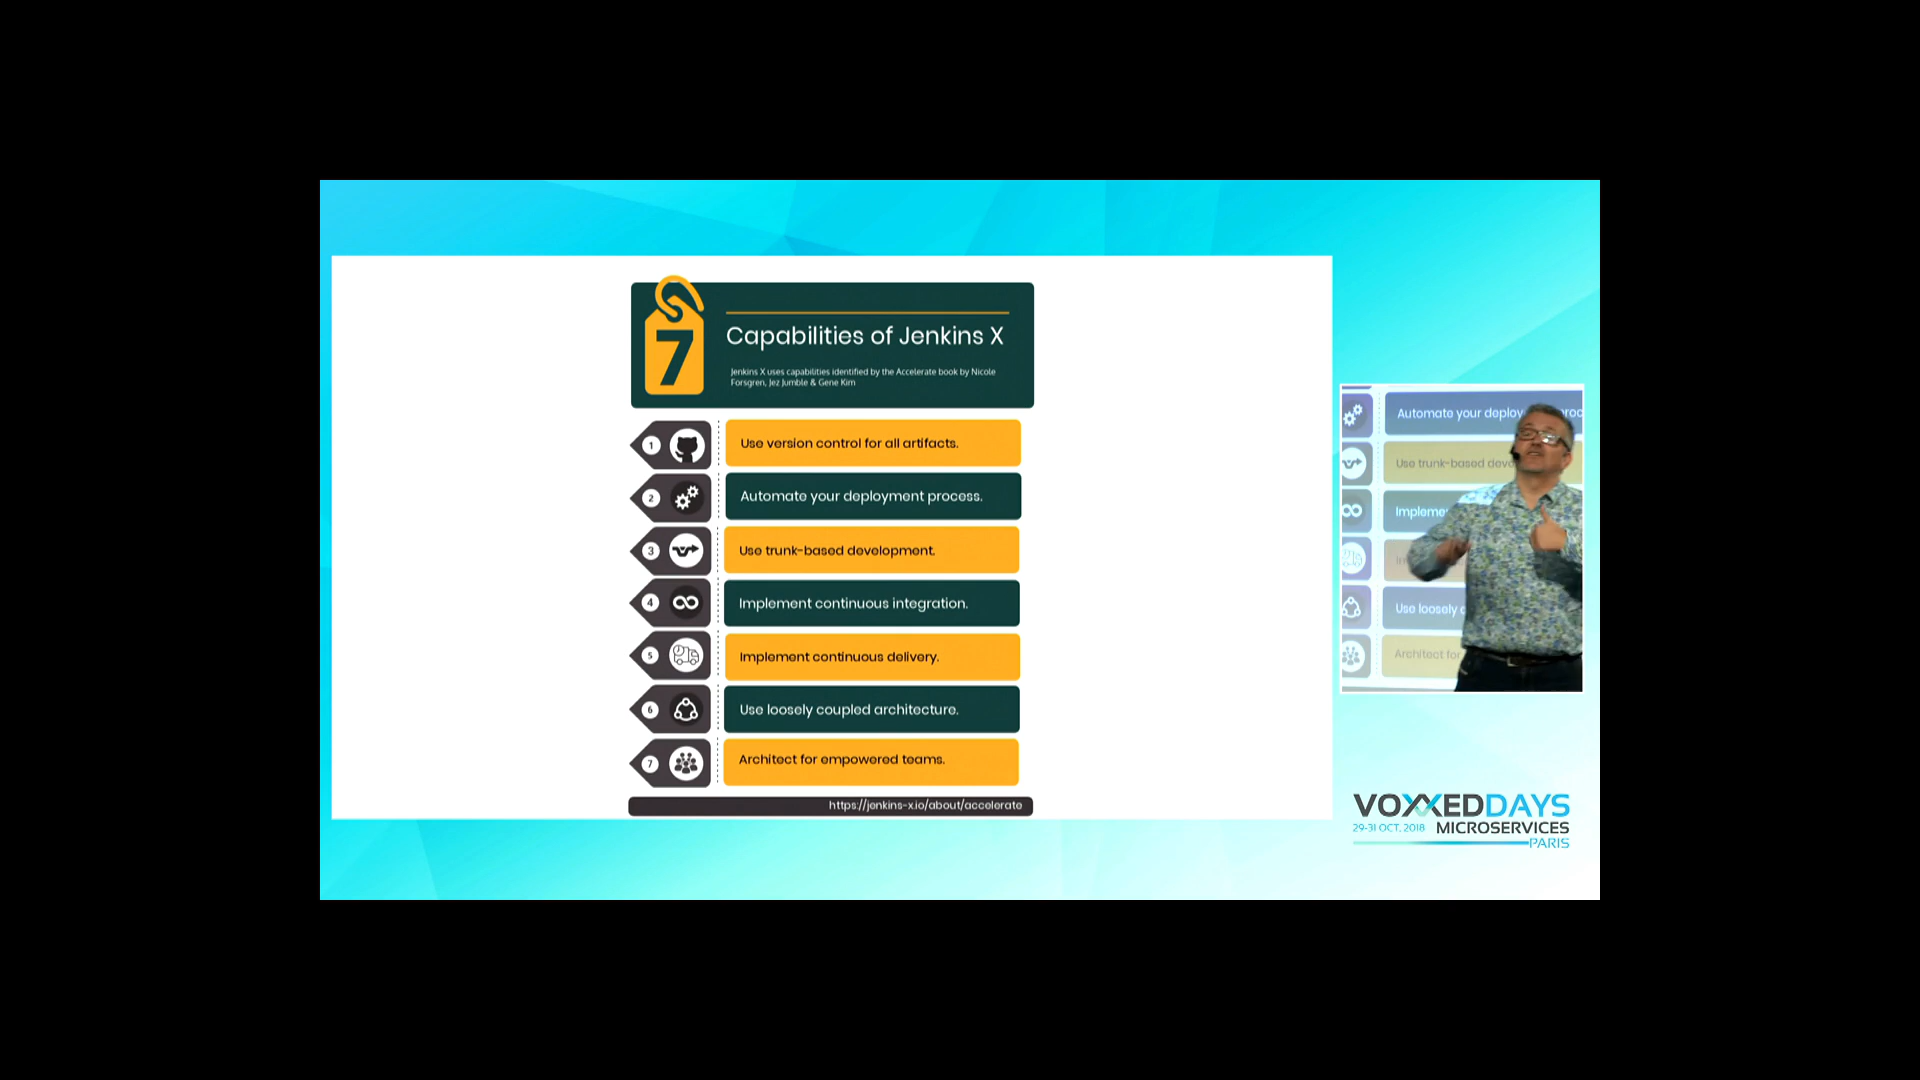 7
Capabilities of Jenkins X
Jenkins X uses capabilities identified by the Accelerate book by Nicole
Forsgren, Jez Jumble & Gene Kim
1
Use version control for all artifacts.
2
Automate your deployment process.
3
Use trunk-based development.
4
Implement continuous integration.
5
Implement continuous delivery.
6
Use loosely coupled architecture.
7
Architect for empowered teams.
https://jenkins-x.io/about/accelerate
Automate your deploy proc
Use trunk-based deve
Impleme
Use loosely c
Architect for
VOXXEDDAYS
29-31 OCT. 2018 MICROSERVICES
PARIS